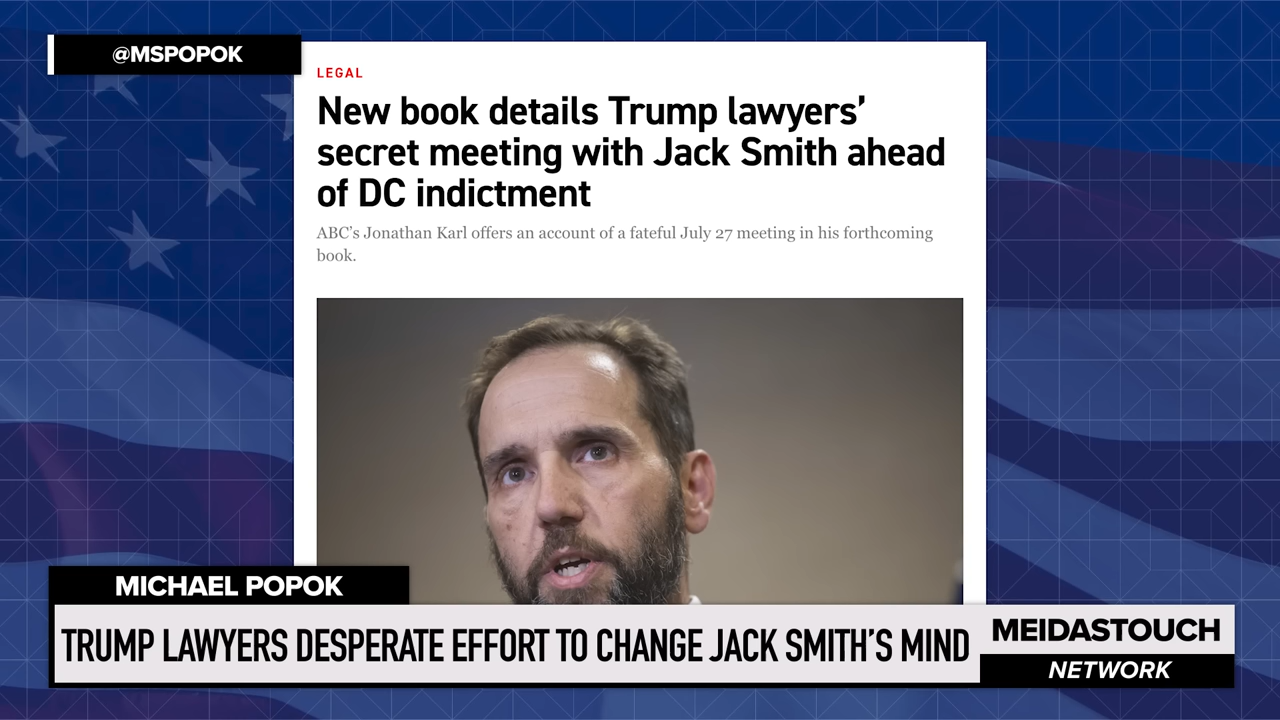 @MSPOPOK
LEGAL
New book details Trump lawyers’
secret meeting with Jack Smith ahead
of DC indictment
ABC’s Jonathan Karl offers an account of a fateful July 27 meeting in his forthcoming
book.
MICHAEL POPOK
TRUMP LAWYERS DESPERATE EFFORT TO CHANGE JACK SMITH’S MIND
MEIDASTOUCH
NETWORK